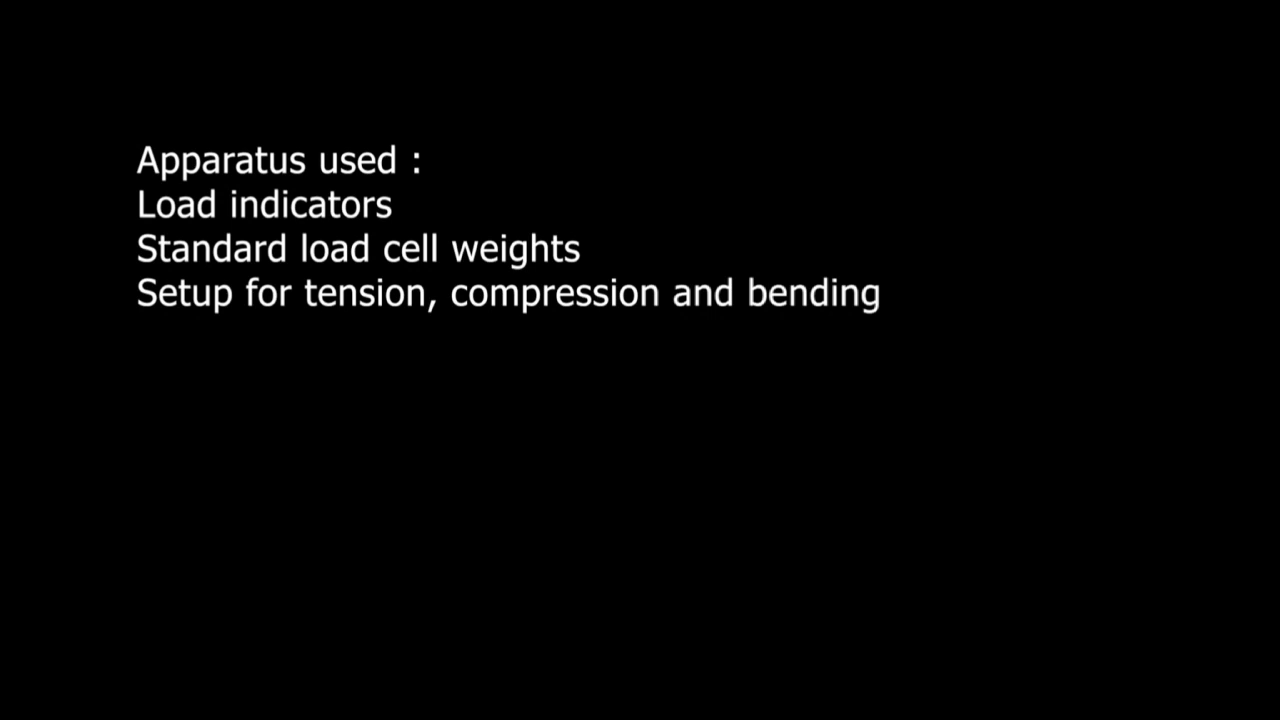 Apparatus used :
Load indicators
Standard load cell weights
Setup for tension, compression and bending